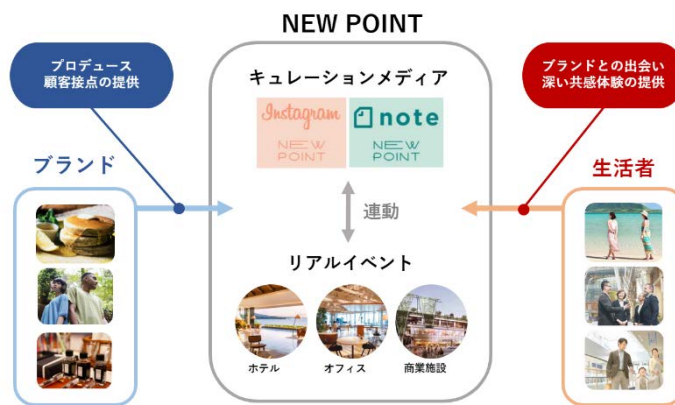 NEW POINT
プロデュース
顧客接点の提供
ブランドとの出会い
深い共感体験の提供
キュレーションメディア
Instagram
NEW
POINT
note
NEW
POINT
ブランド
生活者
連動
リアルイベント
ホテル
オフィス
商業施設